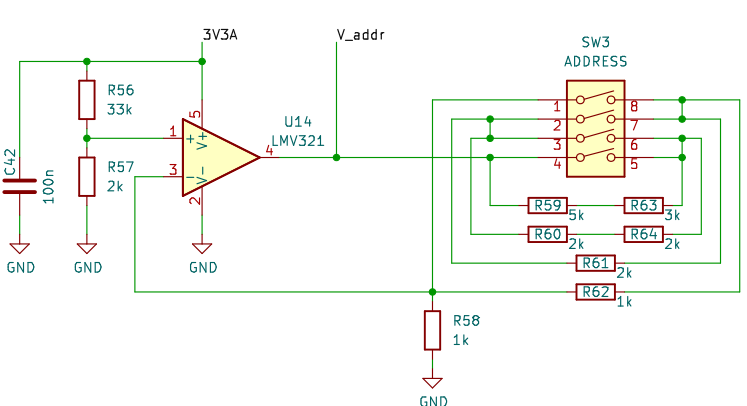 3V3A
V_addr
SW3
ADDRESS
R56
33k
U14
LMV321
C42
100n
R57
2k
1
3
5
2
4
+
-
V+
V-
1
2
3
4
8
7
6
5
R59
5k
R63
3k
R60
2k
R64
2k
R61
2k
R62
1k
R58
1k
GND
GND
GND
GND